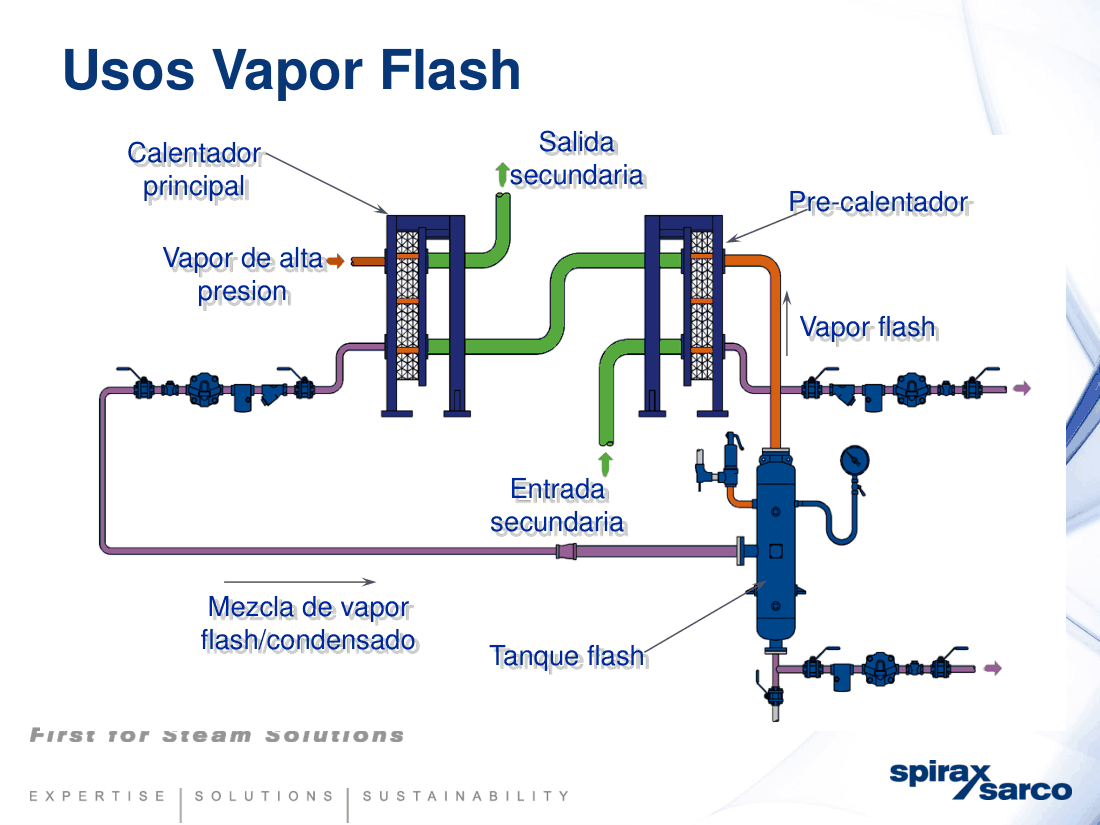 Usos Vapor Flash
Calentador
principal
Salida
secundaria
Pre-calentador
Vapor de alta
presion
Vapor flash
Entrada
secundaria
Mezcla de vapor
flash/condensado
Tanque flash
First for Steam Solutions
EXPERTISE SOLUTIONS SUSTAINABILITY
spirax
sarco